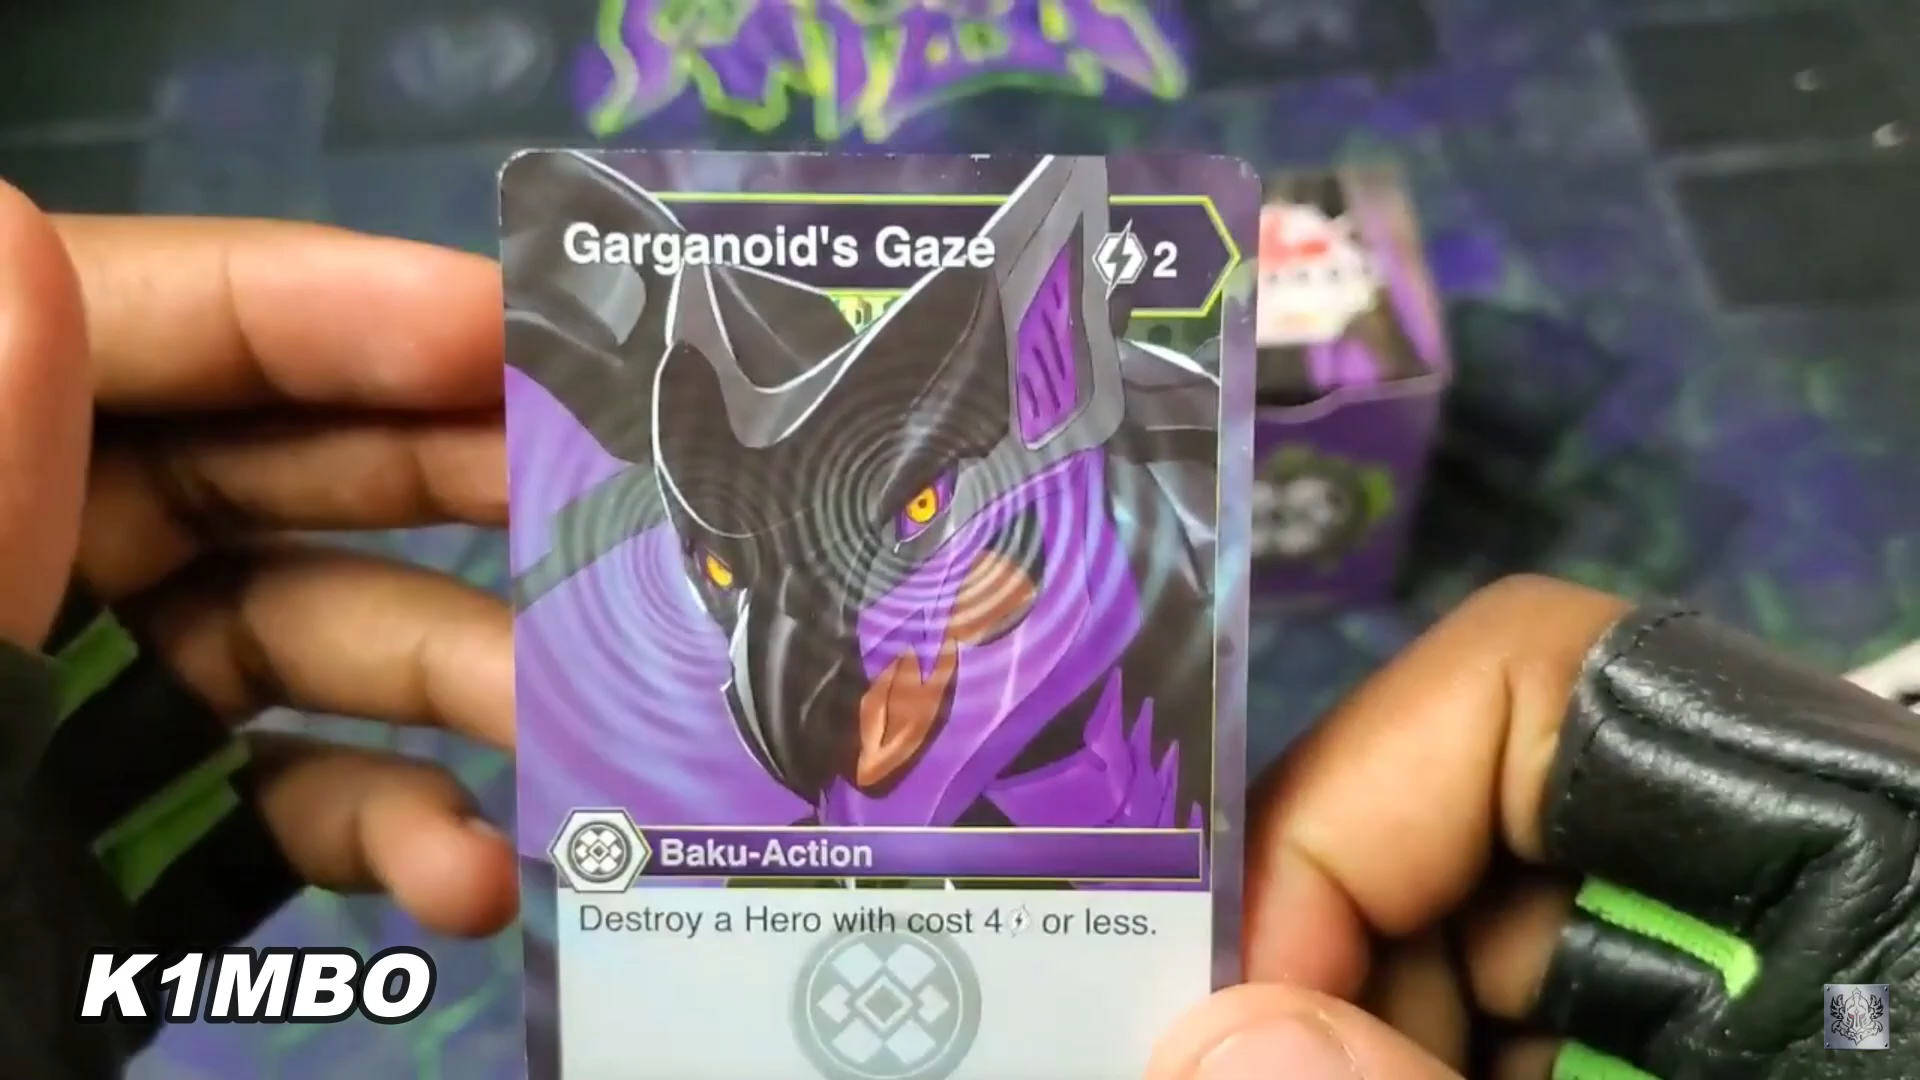 Garganoid's Gaze
2
Baku-Action
Destroy a Hero with cost 4 or less.
K1MBO